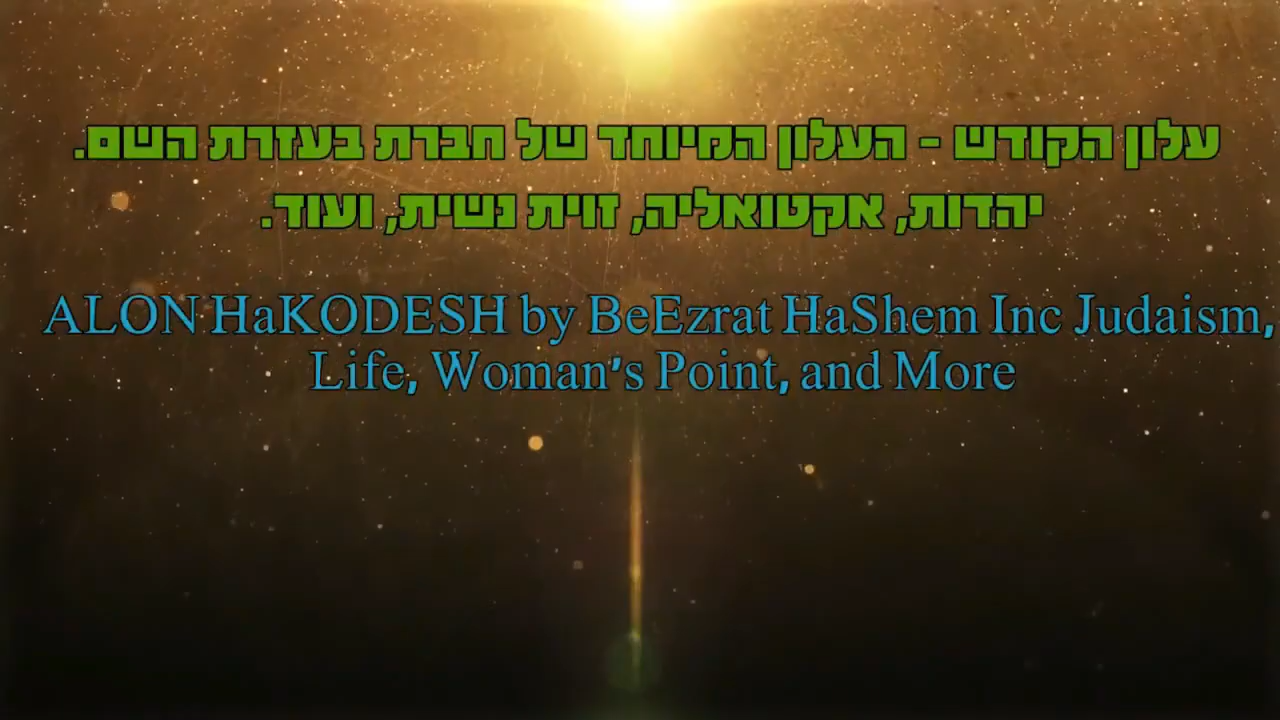 עלון הקודש - העלון המיוחד של חברת בעזרת השם.
יהדות, אקטואליה, זוית נשית, ועוד.
ALON HaKODESH by BeEzrat HaShem Inc Judaism,
Life, Woman's Point, and More